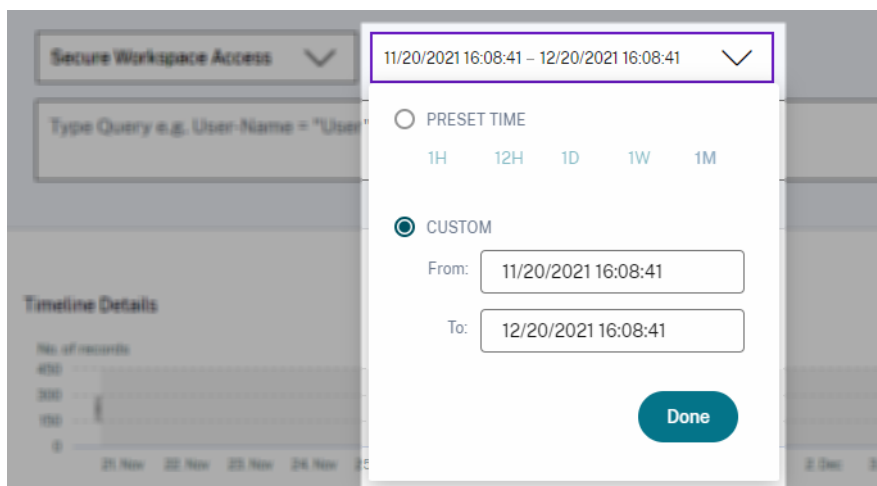 Secure Workspace Access
11/20/2021 16:08:41 – 12/20/2021 16:08:41
Type Query e.g. User-Name = "User"
PRESET TIME
1H 12H 1D 1W 1M
CUSTOM
From: 11/20/2021 16:08:41
To: 12/20/2021 16:08:41
Done
Timeline Details
No. of records
450
300
150
0
21. Nov 22. Nov 23. Nov 24. Nov 2. Dec